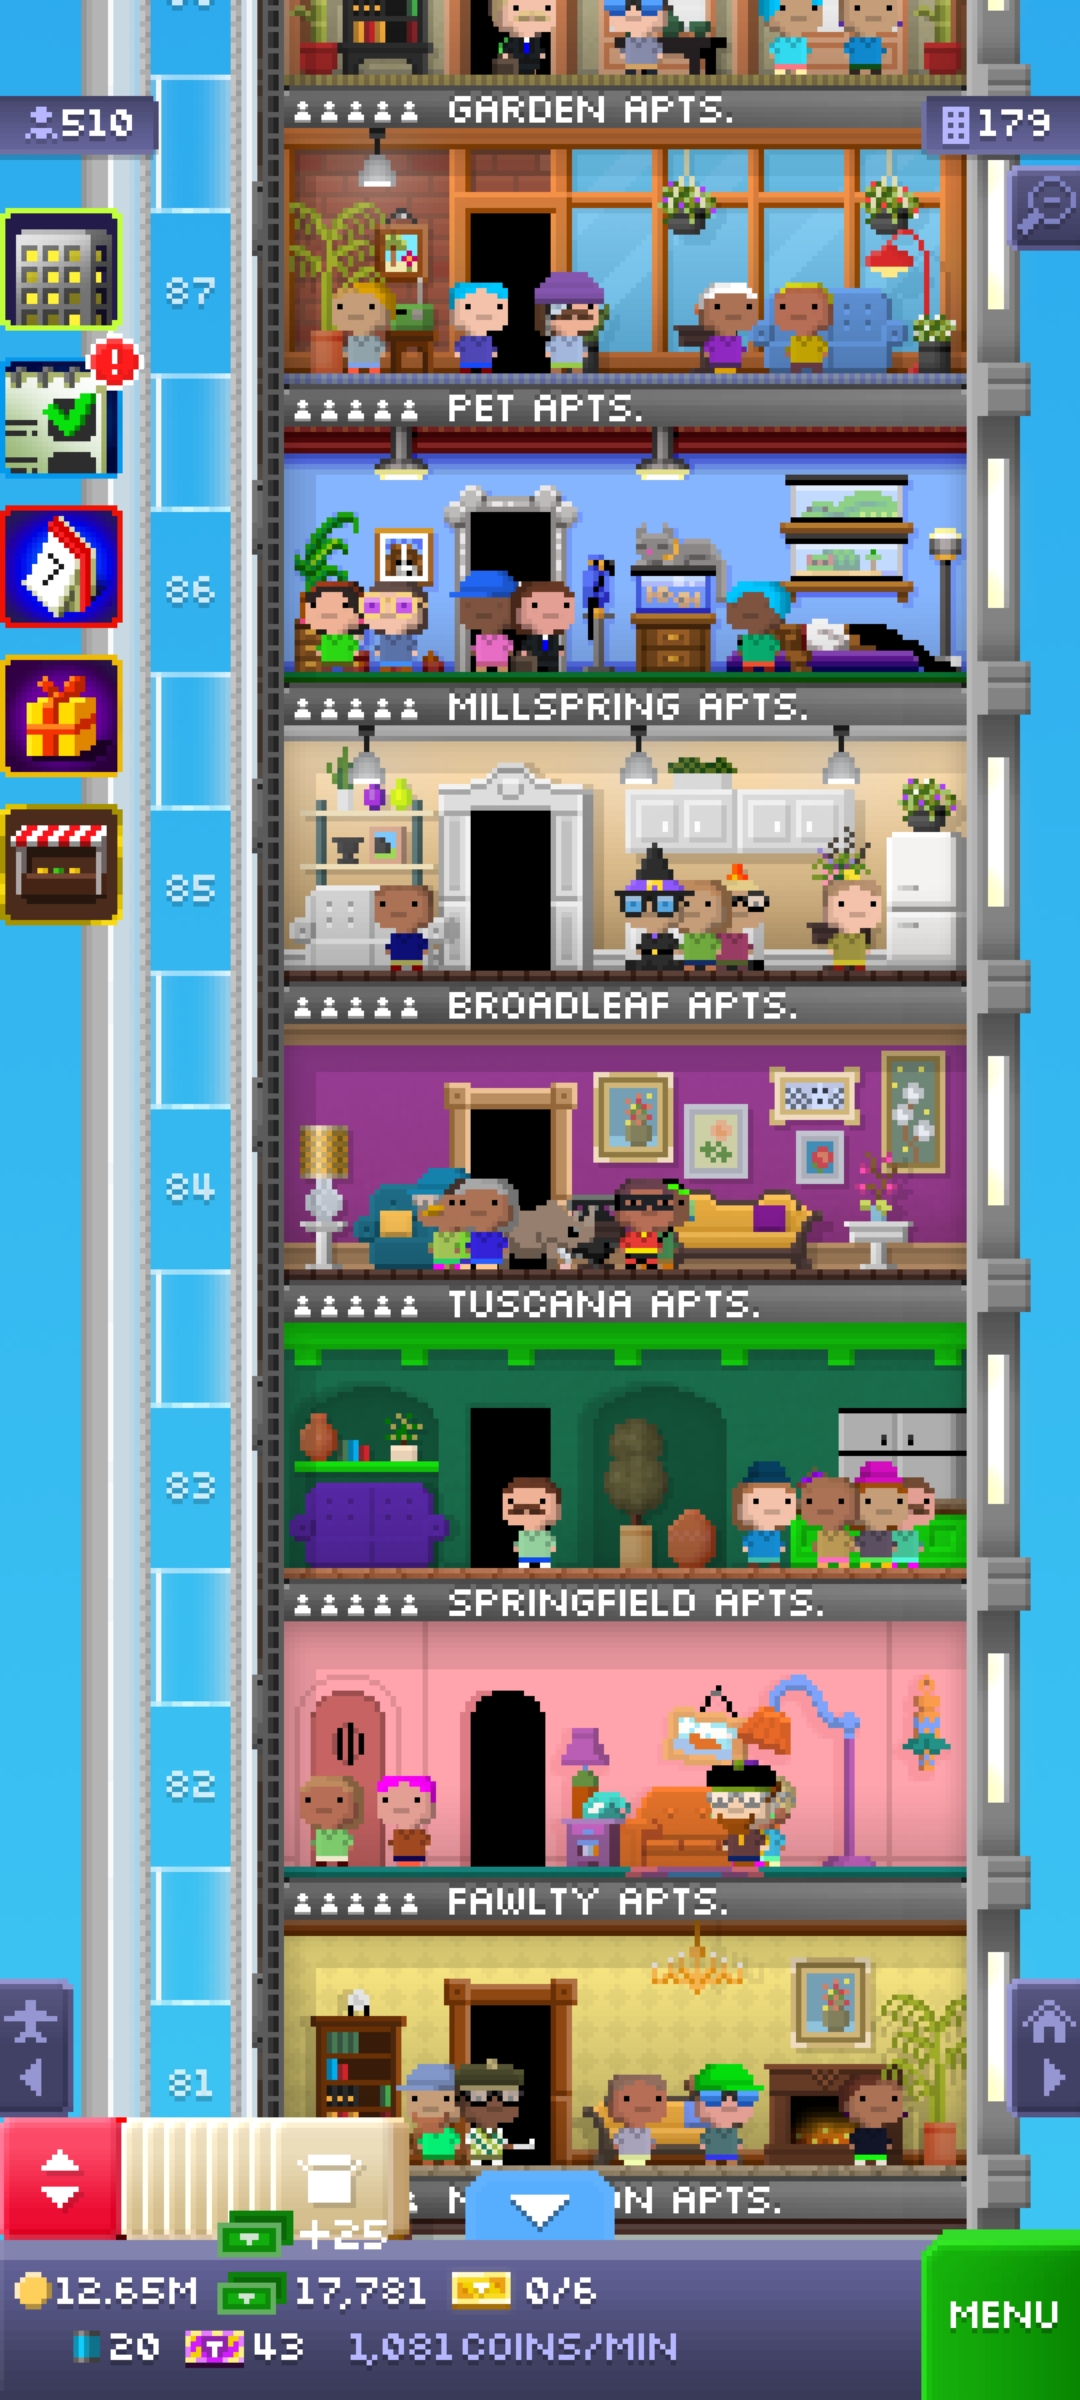 GARDEN APTS.
510
179
87
PET APTS.
86
MILLSPRING APTS.
85
BROADLEAF APTS.
84
TUSCANA APTS.
83
SPRINGFIELD APTS.
82
FAWLTY APTS.
81
APTS.
+25
12.65M 17,781 0/6
20 43 1,081 COINS/MIN
MENU